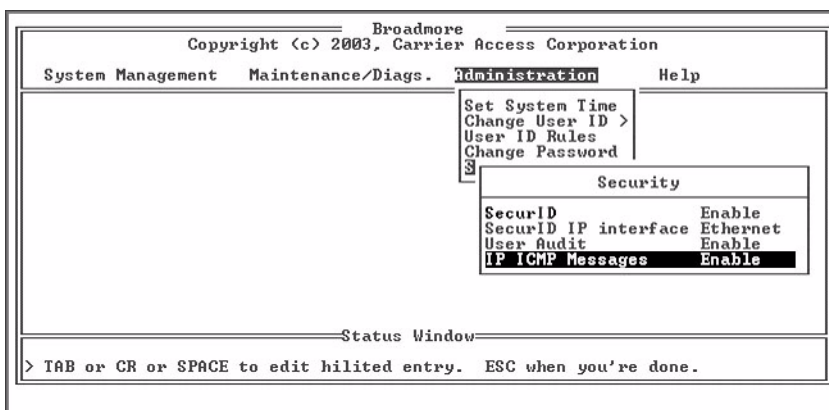 Broadmore
Copyright (c) 2003, Carrier Access Corporation
System Management Maintenance/Diags. Administration Help
Set System Time
Change User ID >
User ID Rules
Change Password
S
Security
SecurID Enable
SecurID IP interface Ethernet
User Audit Enable
IP ICMP Messages Enable
Status Window
> TAB or CR or SPACE to edit hilited entry. ESC when you're done.